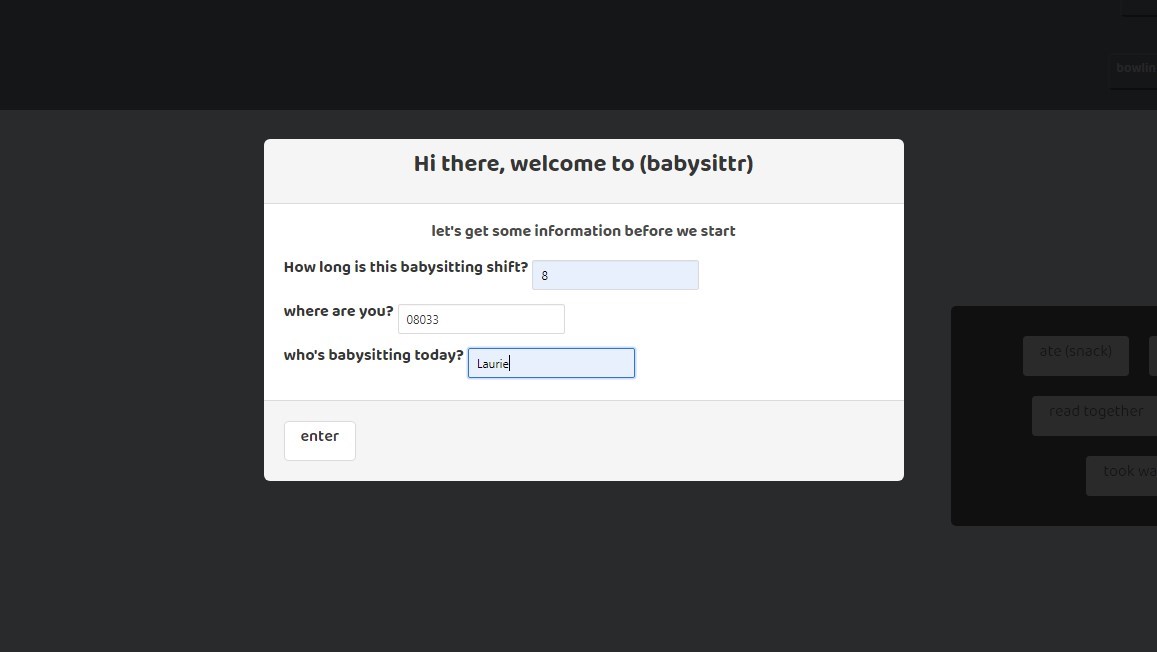 bowlin
Hi there, welcome to (babysittr)
let's get some information before we start
How long is this babysitting shift? 8
where are you? 08033
who's babysitting today? Laurie
enter
ate (snack)
read together
took wa